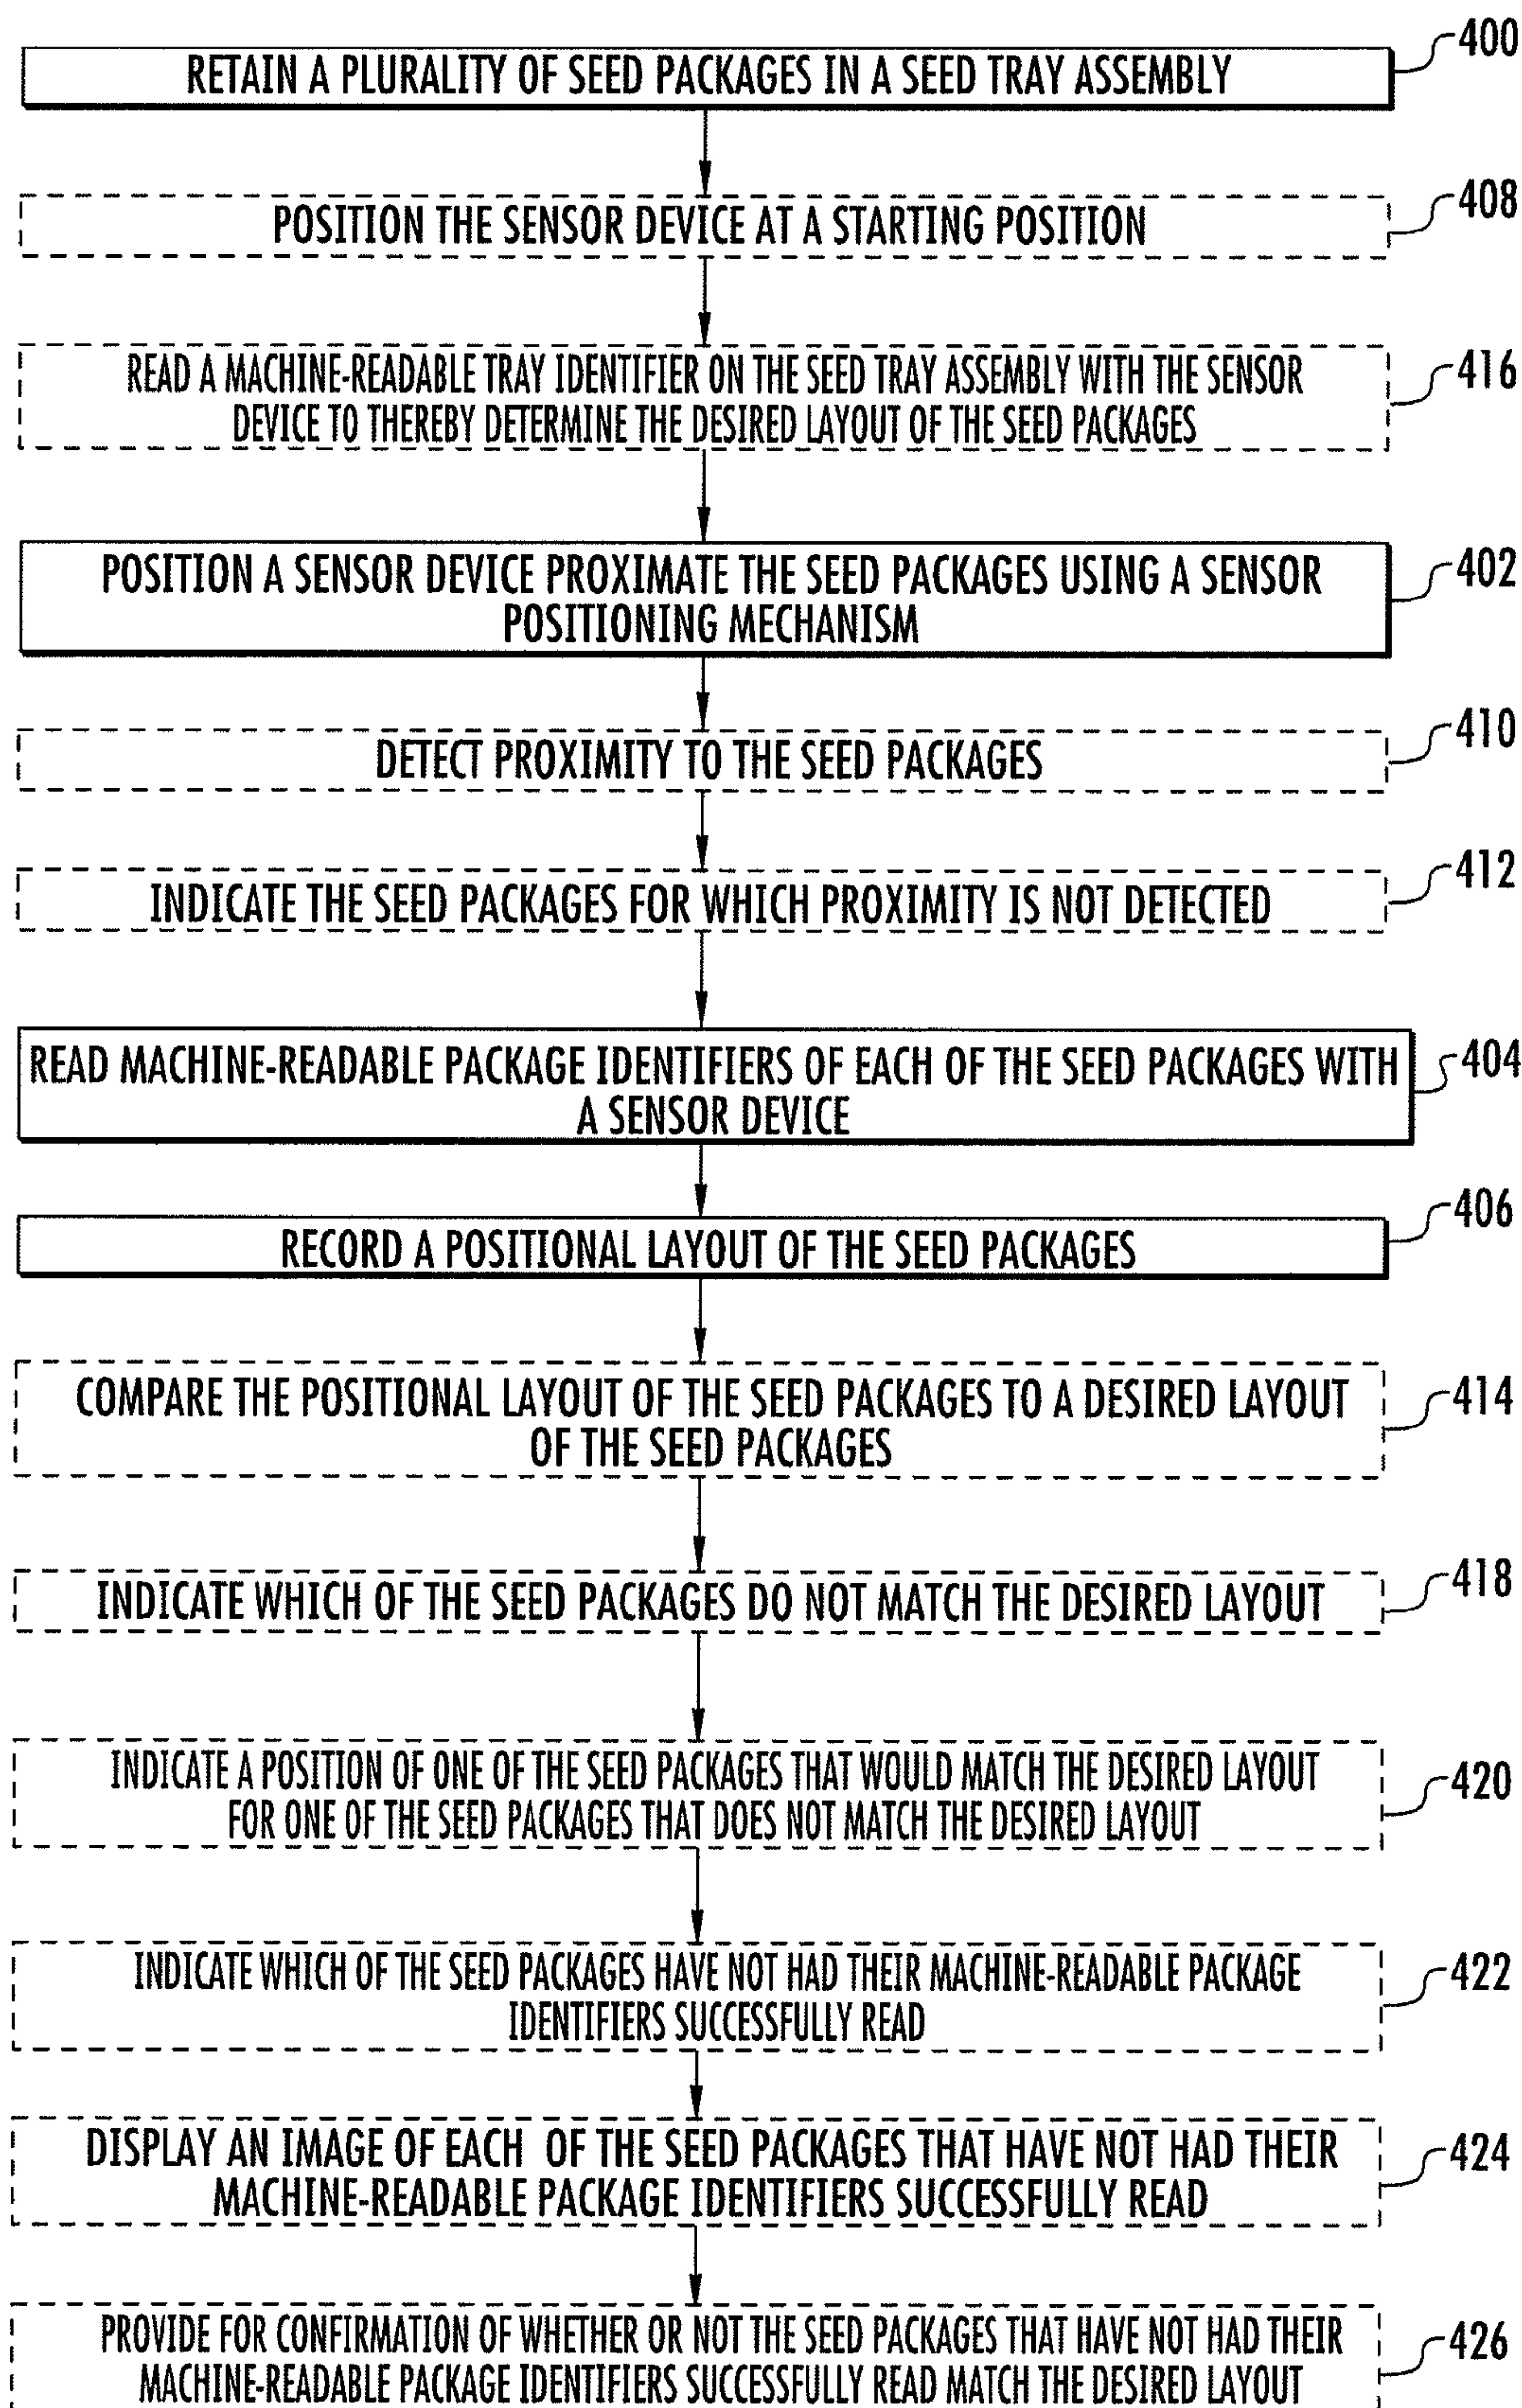 400
RETAIN A PLURALITY OF SEED PACKAGES IN A SEED TRAY ASSEMBLY
408
POSITION THE SENSOR DEVICE AT A STARTING POSITION
416
READ A MACHINE-READABLE TRAY IDENTIFIER ON THE SEED TRAY ASSEMBLY WITH THE SENSOR
DEVICE TO THEREBY DETERMINE THE DESIRED LAYOUT OF THE SEED PACKAGES
402
POSITION A SENSOR DEVICE PROXIMATE THE SEED PACKAGES USING A SENSOR
POSITIONING MECHANISM
410
DETECT PROXIMITY TO THE SEED PACKAGES
412
INDICATE THE SEED PACKAGES FOR WHICH PROXIMITY IS NOT DETECTED
404
READ MACHINE-READABLE PACKAGE IDENTIFIERS OF EACH OF THE SEED PACKAGES WITH
A SENSOR DEVICE
406
RECORD A POSITIONAL LAYOUT OF THE SEED PACKAGES
414
COMPARE THE POSITIONAL LAYOUT OF THE SEED PACKAGES TO A DESIRED LAYOUT
OF THE SEED PACKAGES
418
INDICATE WHICH OF THE SEED PACKAGES DO NOT MATCH THE DESIRED LAYOUT
420
INDICATE A POSITION OF ONE OF THE SEED PACKAGES THAT WOULD MATCH THE DESIRED LAYOUT
FOR ONE OF THE SEED PACKAGES THAT DOES NOT MATCH THE DESIRED LAYOUT
422
INDICATE WHICH OF THE SEED PACKAGES HAVE NOT HAD THEIR MACHINE-READABLE PACKAGE
IDENTIFIERS SUCCESSFULLY READ
424
DISPLAY AN IMAGE OF EACH OF THE SEED PACKAGES THAT HAVE NOT HAD THEIR
MACHINE-READABLE PACKAGE IDENTIFIERS SUCCESSFULLY READ
426
PROVIDE FOR CONFIRMATION OF WHETHER OR NOT THE SEED PACKAGES THAT HAVE NOT HAD THEIR
MACHINE-READABLE PACKAGE IDENTIFIERS SUCCESSFULLY READ MATCH THE DESIRED LAYOUT